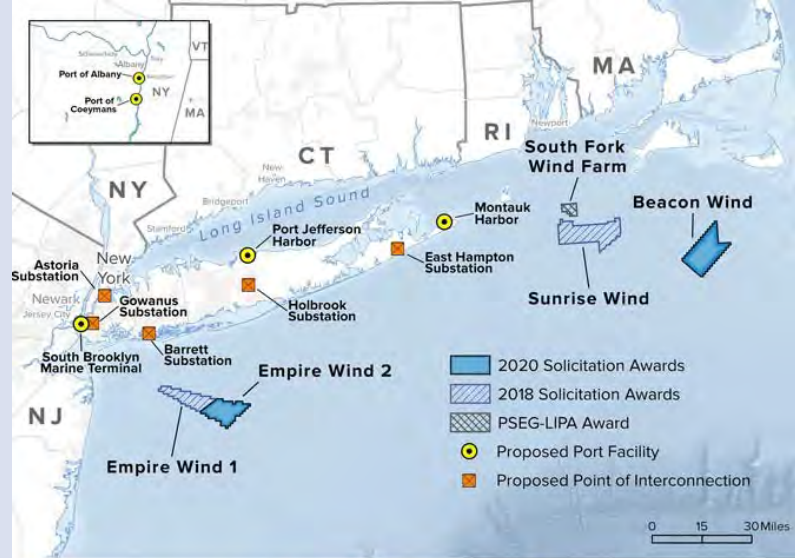 VT
Schenectady
Albany
Port of Albany
NY
Port of
Coeymans
MA
MA
RI
Newport
CT
New
Haven
Bridgeport
Stamford
Long Island Sound
NY
South Fork
Wind Farm
Beacon Wind
Montauk
Harbor
Port Jefferson
Harbor
East Hampton
Substation
Sunrise Wind
New
York
Astoria
Substation
Newark
Jersey City
Gowanus
Substation
Holbrook
Substation
South Brooklyn
Marine Terminal
Barrett
Substation
Empire Wind 2
NJ
Empire Wind 1
2020 Solicitation Awards
2018 Solicitation Awards
PSEG-LIPA Award
Proposed Port Facility
Proposed Point of Interconnection
0 15 30 Miles